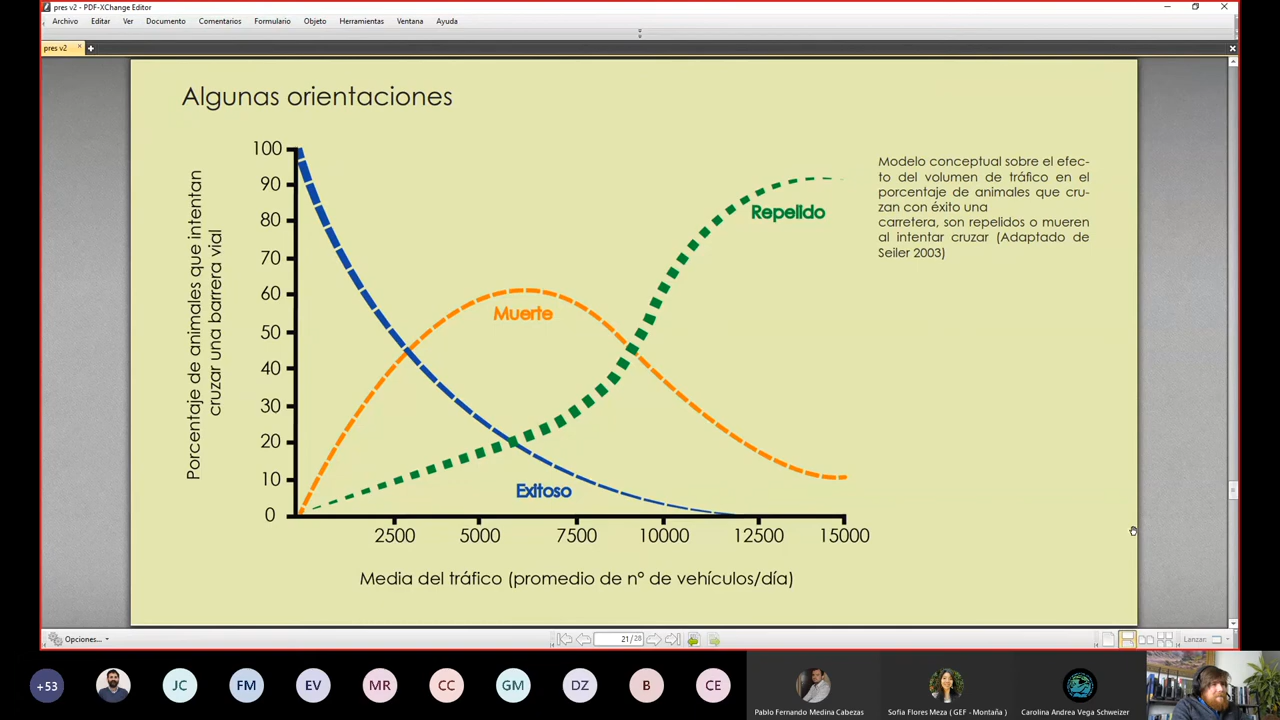 pres v2 - PDF-XChange Editor
Archivo Editar Ver Documento Comentarios Formulario Objeto Herramientas Ventana Ayuda
pres v2
Algunas orientaciones
Porcentaje de animales que intentan
cruzar una barrera vial
100
90
80
70
60
50
40
30
20
10
0
Repelido
Muerte
Exitoso
2500 5000 7500 10000 12500 15000
Media del tráfico (promedio de n° de vehículos/día)
Modelo conceptual sobre el efec-
to del volumen de tráfico en el
porcentaje de animales que cru-
zan con éxito una
carretera, son repelidos o mueren
al intentar cruzar (Adaptado de
Seiler 2003)
Opciones...
21/28
Lanzar:
+53 JC FM EV MR CC GM DZ B CE
Pablo Fernando Medina Cabezas
Sofía Flores Meza ( GEF - Montaña )
Carolina Andrea Vega Schweizer